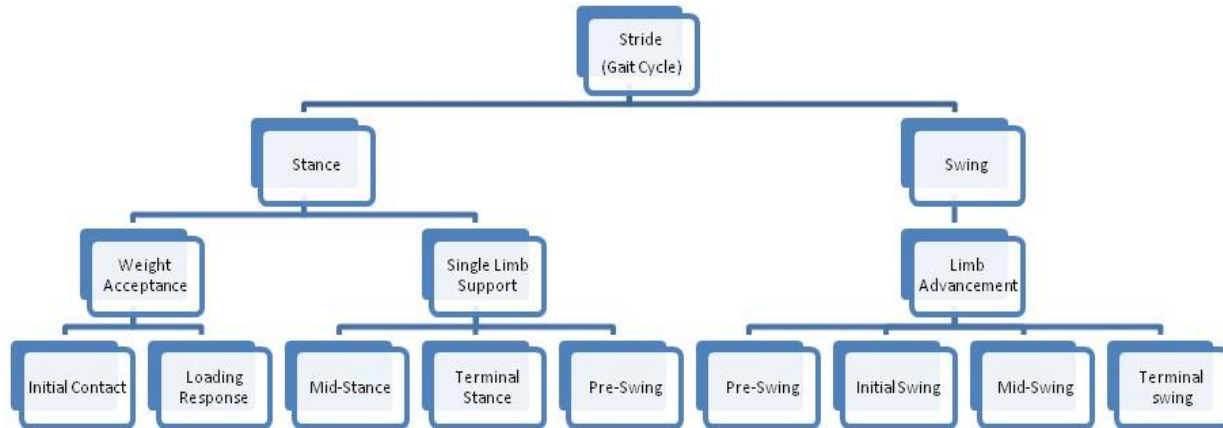 Stride
(Gait Cycle)
Stance
Swing
Weight
Acceptance
Single Limb
Support
Limb
Advancement
Initial Contact
Loading
Response
Mid-Stance
Terminal
Stance
Pre-Swing
Pre-Swing
Initial Swing
Mid-Swing
Terminal
swing